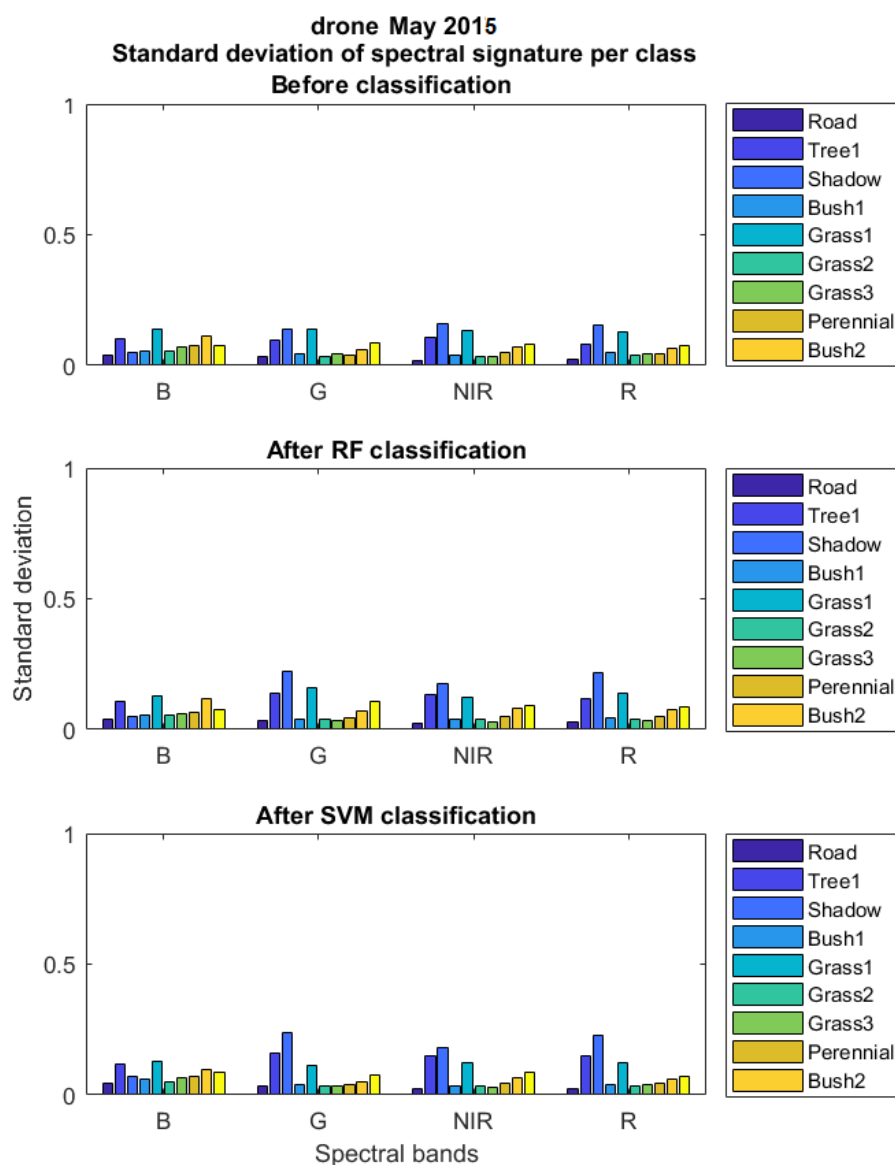 drone May 2015
Standard deviation of spectral signature per class
Before classification
1
0.5
0
B G NIR R
Road
Tree1
Shadow
Bush1
Grass1
Grass2
Grass3
Perennial
Bush2
After RF classification
Standard deviation
1
0.5
0
B G NIR R
Road
Tree1
Shadow
Bush1
Grass1
Grass2
Grass3
Perennial
Bush2
After SVM classification
1
0.5
0
B G NIR R
Spectral bands
Road
Tree1
Shadow
Bush1
Grass1
Grass2
Grass3
Perennial
Bush2